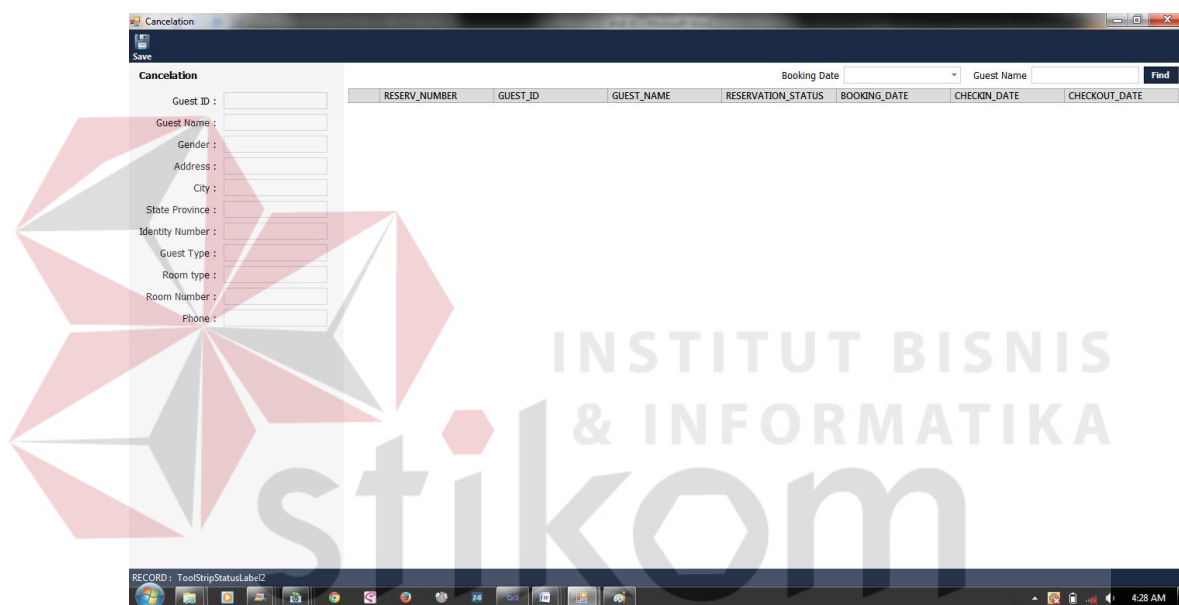 Cancelation
Save
Cancelation
Booking Date
Guest Name
Find
Guest ID :
Guest Name :
Gender :
Address :
City :
State Province :
Identity Number :
Guest Type :
Room type :
Room Number :
Phone :
RESERV_NUMBER GUEST_ID GUEST_NAME RESERVATION_STATUS BOOKING_DATE CHECKIN_DATE CHECKOUT_DATE
INSTITUT BISNIS
& INFORMATIKA
stikom
RECORD : ToolStripStatusLabel2
4:28 AM